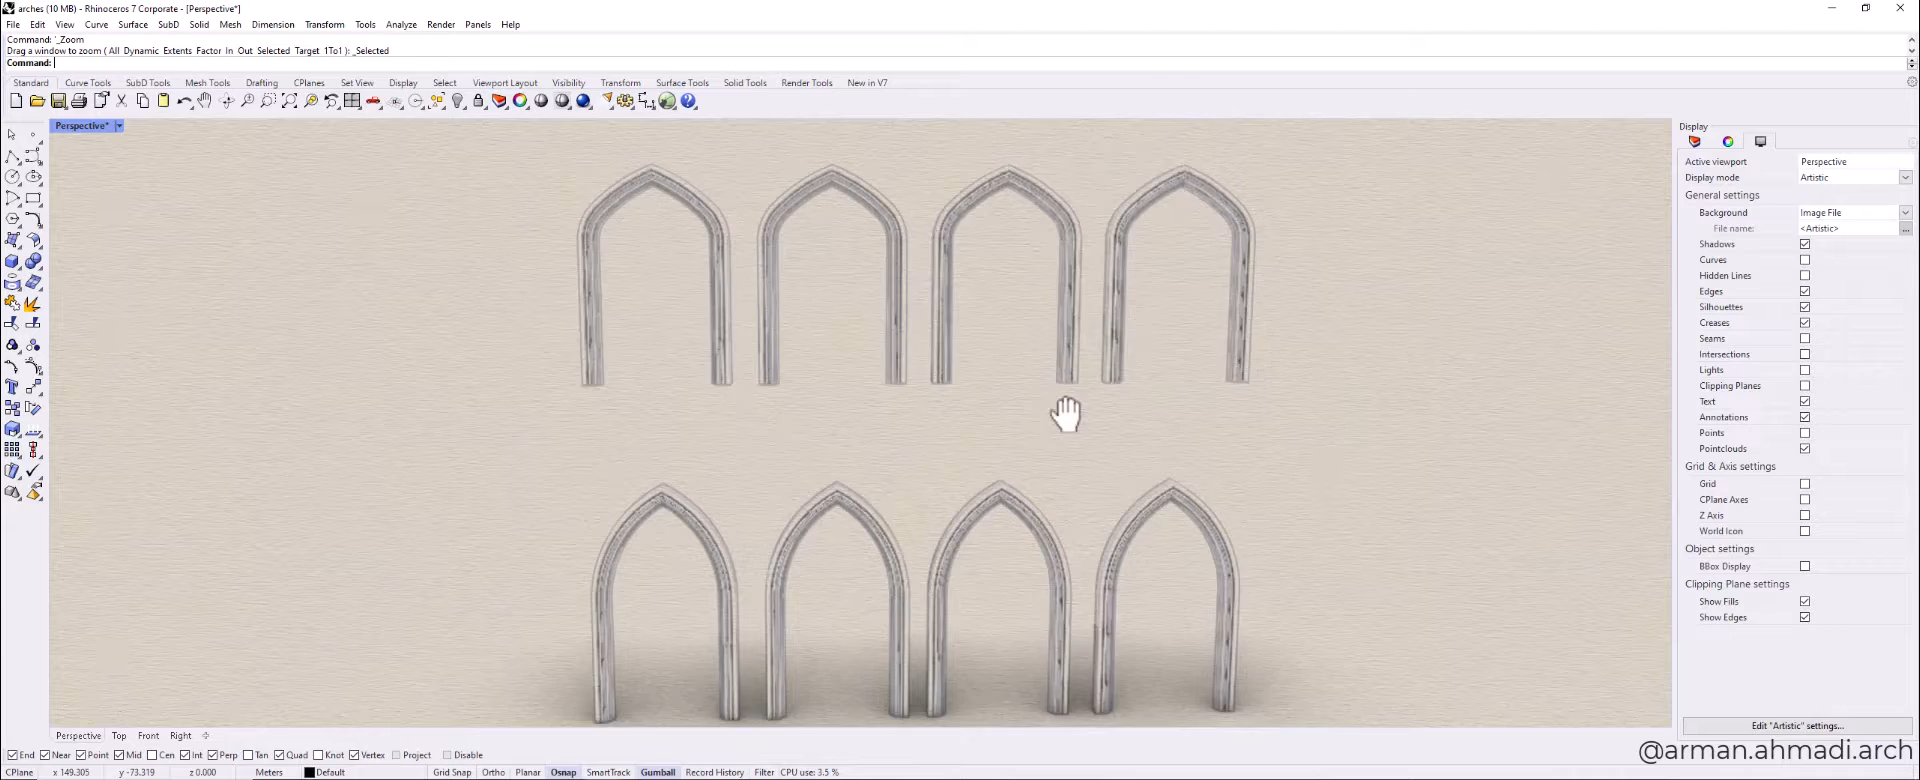 arches (10 MB) - Rhinoceros 7 Corporate - [Perspective*]
File Edit View Curve Surface SubD Solid Mesh Dimension Transform Tools Analyze Render Panels Help
Command: '_Zoom
Drag a window to zoom ( All Dynamic Extents Factor In Out Selected Target 1To1 ): _Selected
Command:
Standard Curve Tools SubD Tools Mesh Tools Drafting CPlanes Set View Display Select Viewport Layout Visibility Transform Surface Tools Solid Tools Render Tools New in V7
Perspective*
Display
Active viewport Perspective
Display mode Artistic
General settings
Background Image File
File name: <Artistic> ...
Shadows
Curves
Hidden Lines
Edges
Silhouettes
Creases
Seams
Intersections
Lights
Clipping Planes
Text
Annotations
Points
Pointclouds
Grid & Axis settings
Grid
CPlane Axes
Z Axis
World Icon
Object settings
BBox Display
Clipping Plane settings
Show Fills
Show Edges
Edit "Artistic" settings...
Perspective Top Front Right
@arman.ahmadi.arch
End Near Point Mid Cen Int Perp Tan Quad Knot Vertex Project Disable
CPlane x 149.305 y -73.319 z 0.000 Meters Default Grid Snap Ortho Planar Osnap SmartTrack Gumball Record History Filter CPU use: 3.5 %